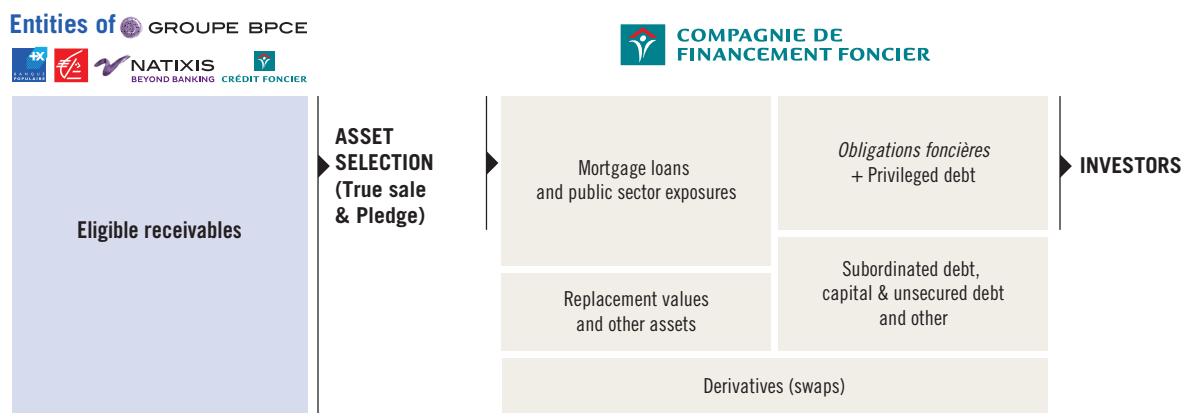 Entities of GROUPE BPCE
BANQUE
POPULAIRE
NATIXIS
BEYOND BANKING
CRÉDIT FONCIER
COMPAGNIE DE
FINANCEMENT FONCIER
Eligible receivables
ASSET
SELECTION
(True sale
& Pledge)
Mortgage loans
and public sector exposures
Replacement values
and other assets
Obligations foncières
+ Privileged debt
Subordinated debt,
capital & unsecured debt
and other
Derivatives (swaps)
INVESTORS